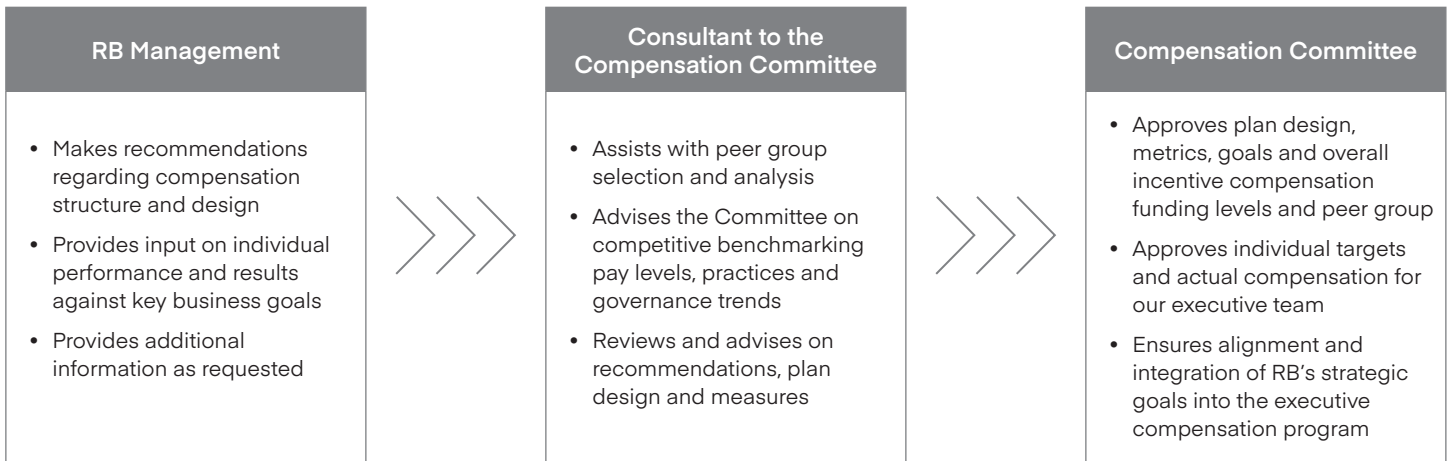 RB Management
• Makes recommendations
regarding compensation
structure and design
• Provides input on individual
performance and results
against key business goals
• Provides additional
information as requested
Consultant to the
Compensation Committee
• Assists with peer group
selection and analysis
• Advises the Committee on
competitive benchmarking
pay levels, practices and
governance trends
• Reviews and advises on
recommendations, plan
design and measures
Compensation Committee
• Approves plan design,
metrics, goals and overall
incentive compensation
funding levels and peer group
• Approves individual targets
and actual compensation for
our executive team
• Ensures alignment and
integration of RB’s strategic
goals into the executive
compensation program